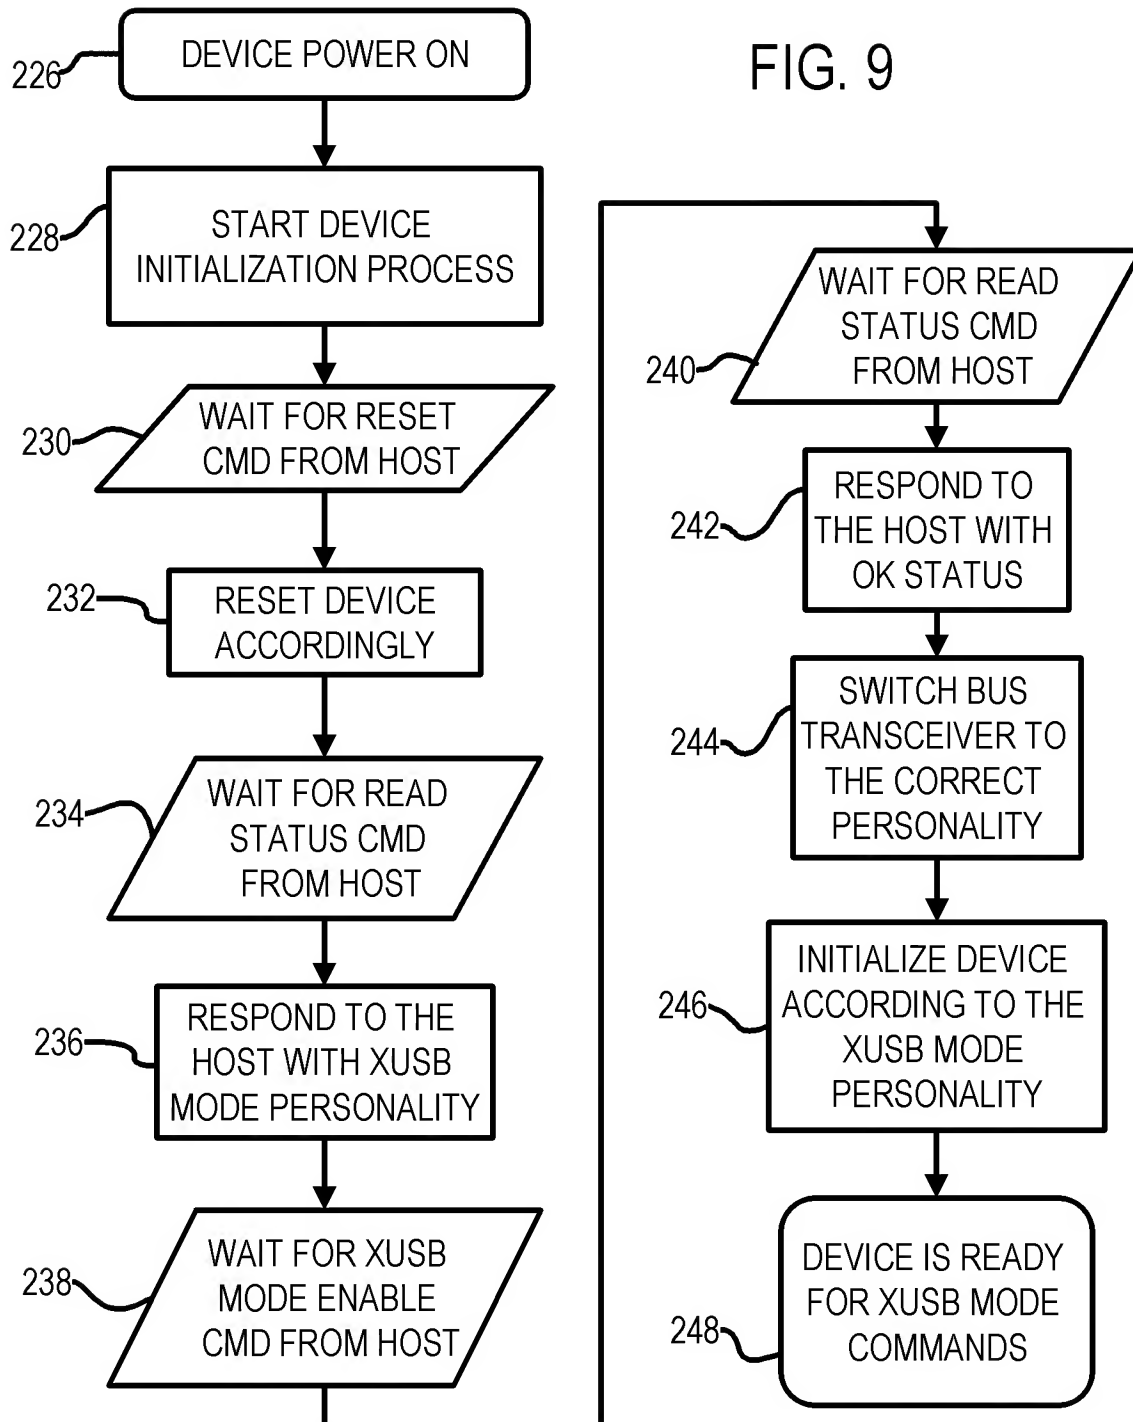 FIG. 9
226
DEVICE POWER ON
228
START DEVICE
INITIALIZATION PROCESS
230
WAIT FOR RESET
CMD FROM HOST
232
RESET DEVICE
ACCORDINGLY
234
WAIT FOR READ
STATUS CMD
FROM HOST
236
RESPOND TO THE
HOST WITH XUSB
MODE PERSONALITY
238
WAIT FOR XUSB
MODE ENABLE
CMD FROM HOST
240
WAIT FOR READ
STATUS CMD
FROM HOST
242
RESPOND TO
THE HOST WITH
OK STATUS
244
SWITCH BUS
TRANSCEIVER TO
THE CORRECT
PERSONALITY
246
INITIALIZE DEVICE
ACCORDING TO THE
XUSB MODE
PERSONALITY
248
DEVICE IS READY
FOR XUSB MODE
COMMANDS